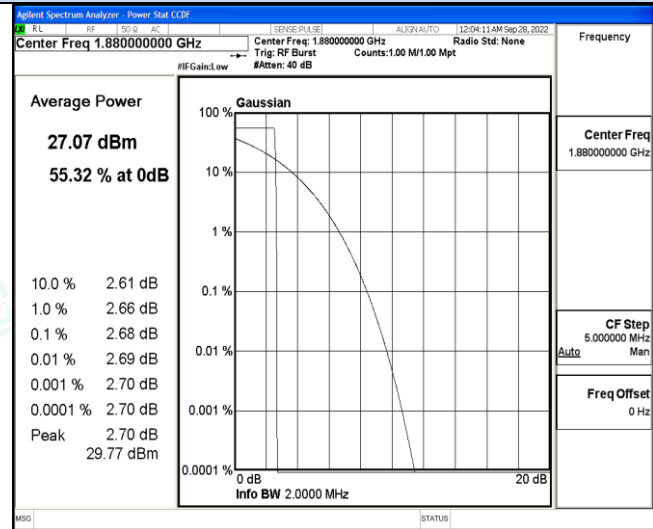 Agilent Spectrum Analyzer - Power Stat CCDF
RL RF 50 Ω AC SENSE:PULSE ALIGN AUTO 12:04:11 AM Sep 28, 2022
Center Freq 1.880000000 GHz
Center Freq: 1.880000000 GHz Radio Std: None
Trig: RF Burst Counts:1.00 M/1.00 Mpt
#IFGain:Low #Atten: 40 dB
Frequency
Average Power
27.07 dBm
55.32 % at 0dB
10.0 % 2.61 dB
1.0 % 2.66 dB
0.1 % 2.68 dB
0.01 % 2.69 dB
0.001 % 2.70 dB
0.0001 % 2.70 dB
Peak 2.70 dB
29.77 dBm
Gaussian
100 %
10 %
1 %
0.1 %
0.01 %
0.001 %
0.0001 %
0 dB 20 dB
Info BW 2.0000 MHz
Center Freq
1.880000000 GHz
CF Step
5.000000 MHz
Auto Man
Freq Offset
0 Hz
MSG STATUS